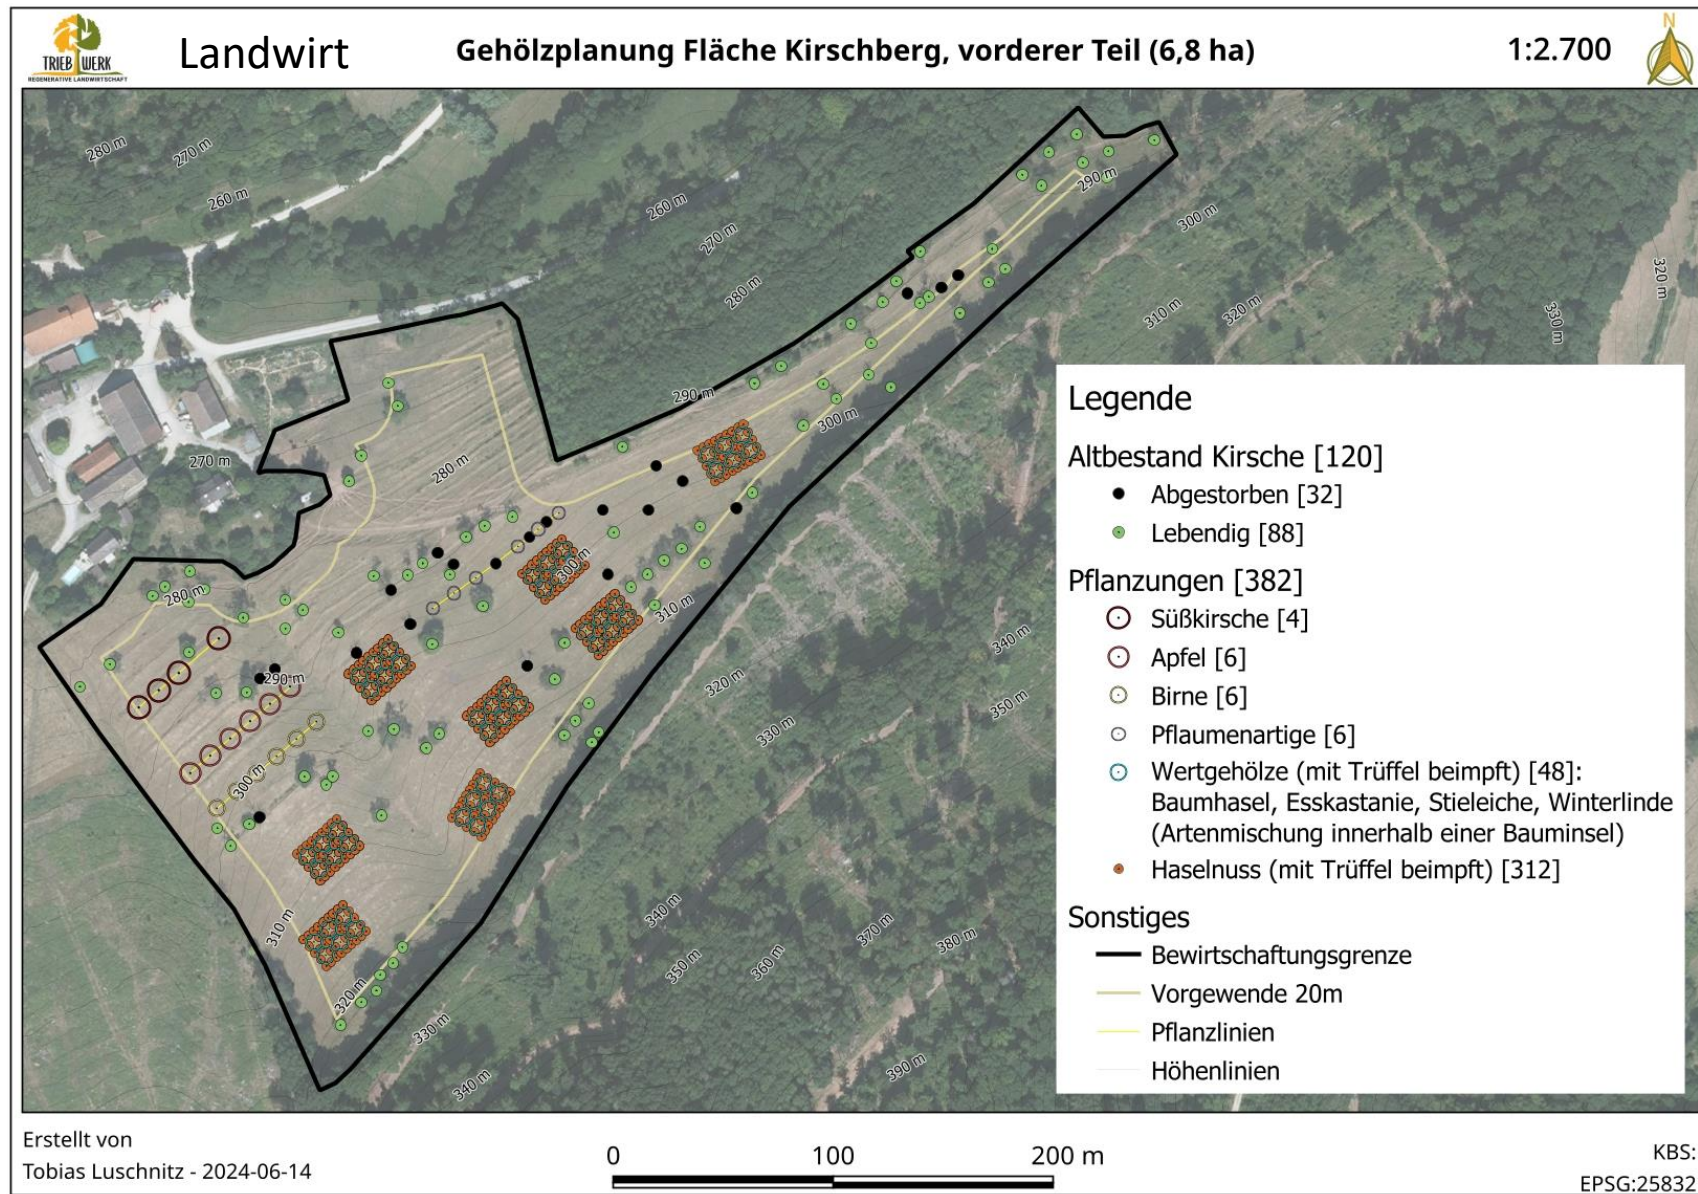 TRIEB WERK
REGENERATIVE LANDWIRTSCHAFT
Landwirt
Gehölzplanung Fläche Kirschberg, vorderer Teil (6,8 ha)
1:2.700
N
280 m
270 m
260 m
260 m
270 m
280 m
290 m
300 m
310 m
320 m
330 m
320 m
290 m
300 m
270 m
280 m
280 m
300 m
310 m
290 m
300 m
310 m
320 m
320 m
330 m
340 m
350 m
340 m
350 m
360 m
370 m
380 m
390 m
330 m
340 m
Legende
Altbestand Kirsche [120]
Abgestorben [32]
Lebendig [88]
Pflanzungen [382]
Süßkirsche [4]
Apfel [6]
Birne [6]
Pflaumenartige [6]
Wertgehölze (mit Trüffel beimpft) [48]:
Baumhasel, Esskastanie, Stieleiche, Winterlinde
(Artenmischung innerhalb einer Bauminsel)
Haselnuss (mit Trüffel beimpft) [312]
Sonstiges
Bewirtschaftungsgrenze
Vorgewende 20m
Pflanzlinien
Höhenlinien
Erstellt von
Tobias Luschnitz - 2024-06-14
0 100 200 m
KBS:
EPSG:25832